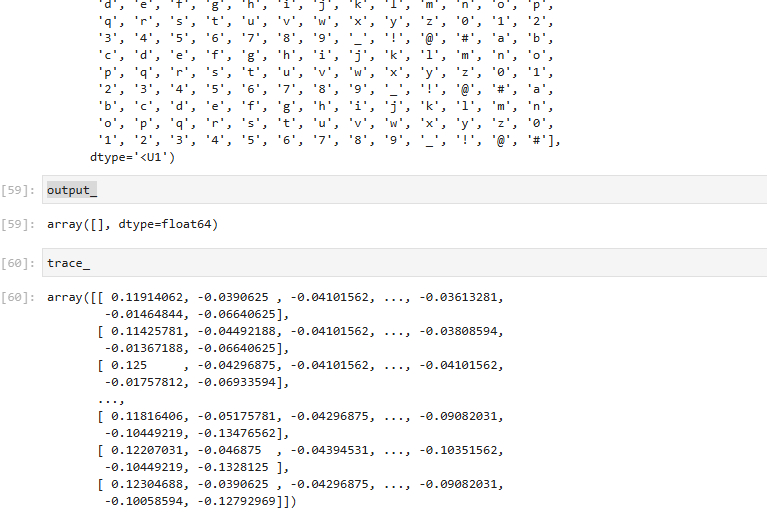 'd', 'e', 'f', 'g', 'h', 'i', 'j', 'k', 'l', 'm', 'n', 'o', 'p',
'q', 'r', 's', 't', 'u', 'v', 'w', 'x', 'y', 'z', '0', '1', '2',
'3', '4', '5', '6', '7', '8', '9', '_', '!', '@', '#', 'a', 'b',
'c', 'd', 'e', 'f', 'g', 'h', 'i', 'j', 'k', 'l', 'm', 'n', 'o',
'p', 'q', 'r', 's', 't', 'u', 'v', 'w', 'x', 'y', 'z', '0', '1',
'2', '3', '4', '5', '6', '7', '8', '9', '_', '!', '@', '#', 'a',
'b', 'c', 'd', 'e', 'f', 'g', 'h', 'i', 'j', 'k', 'l', 'm', 'n',
'o', 'p', 'q', 'r', 's', 't', 'u', 'v', 'w', 'x', 'y', 'z', '0',
'1', '2', '3', '4', '5', '6', '7', '8', '9', '_', '!', '@', '#'],
dtype='<U1')
[59]: output_
[59]: array([], dtype=float64)
[60]: trace_
[60]: array([[ 0.11914062, -0.0390625 , -0.04101562, ..., -0.03613281,
-0.01464844, -0.06640625],
[ 0.11425781, -0.04492188, -0.04101562, ..., -0.03808594,
-0.01367188, -0.06640625],
[ 0.125     , -0.04296875, -0.04101562, ..., -0.04101562,
-0.01757812, -0.06933594],
...,
[ 0.11816406, -0.05175781, -0.04296875, ..., -0.09082031,
-0.10449219, -0.13476562],
[ 0.12207031, -0.046875  , -0.04394531, ..., -0.10351562,
-0.10449219, -0.1328125 ],
[ 0.12304688, -0.0390625 , -0.04296875, ..., -0.09082031,
-0.10058594, -0.12792969]])